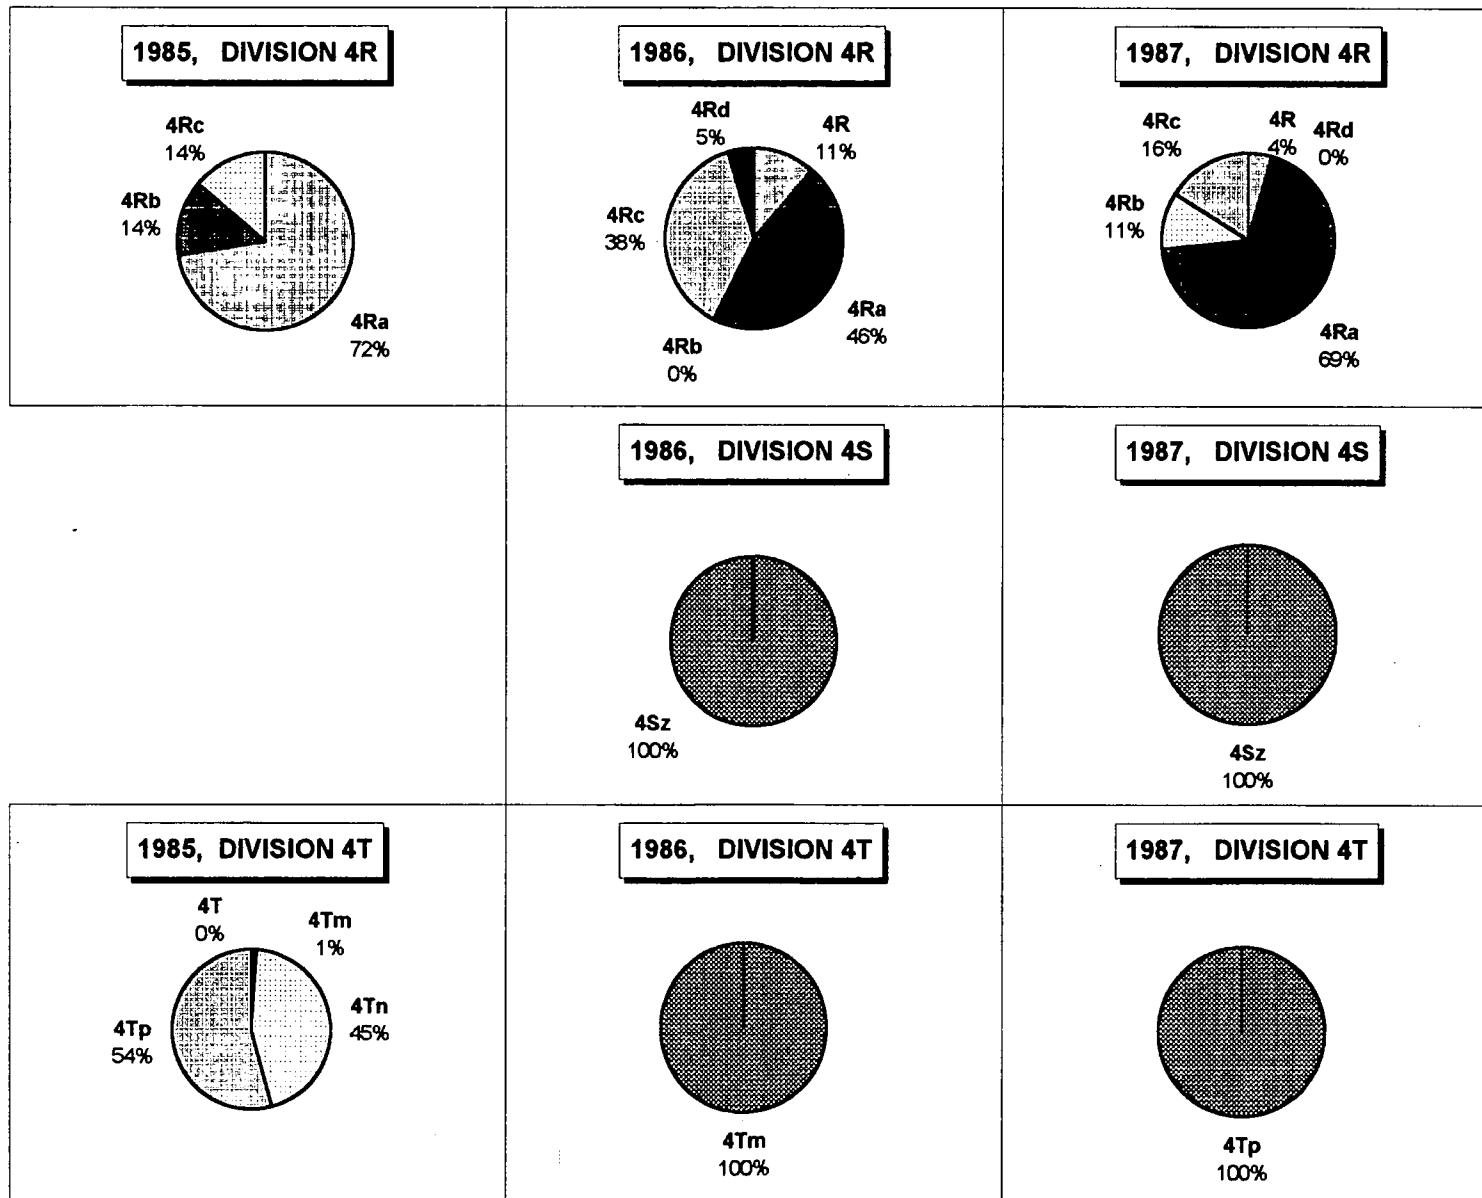 1985, DIVISION 4R
4Rc
14%
4Rb
14%
4Ra
72%
1986, DIVISION 4R
4Rd
5%
4R
11%
4Rc
38%
4Ra
46%
4Rb
0%
1987, DIVISION 4R
4Rc
16%
4R
4%
4Rd
0%
4Rb
11%
4Ra
69%
1986, DIVISION 4S
4Sz
100%
1987, DIVISION 4S
4Sz
100%
1985, DIVISION 4T
4T
0%
4Tm
1%
4Tn
45%
4Tp
54%
1986, DIVISION 4T
4Tm
100%
1987, DIVISION 4T
4Tp
100%